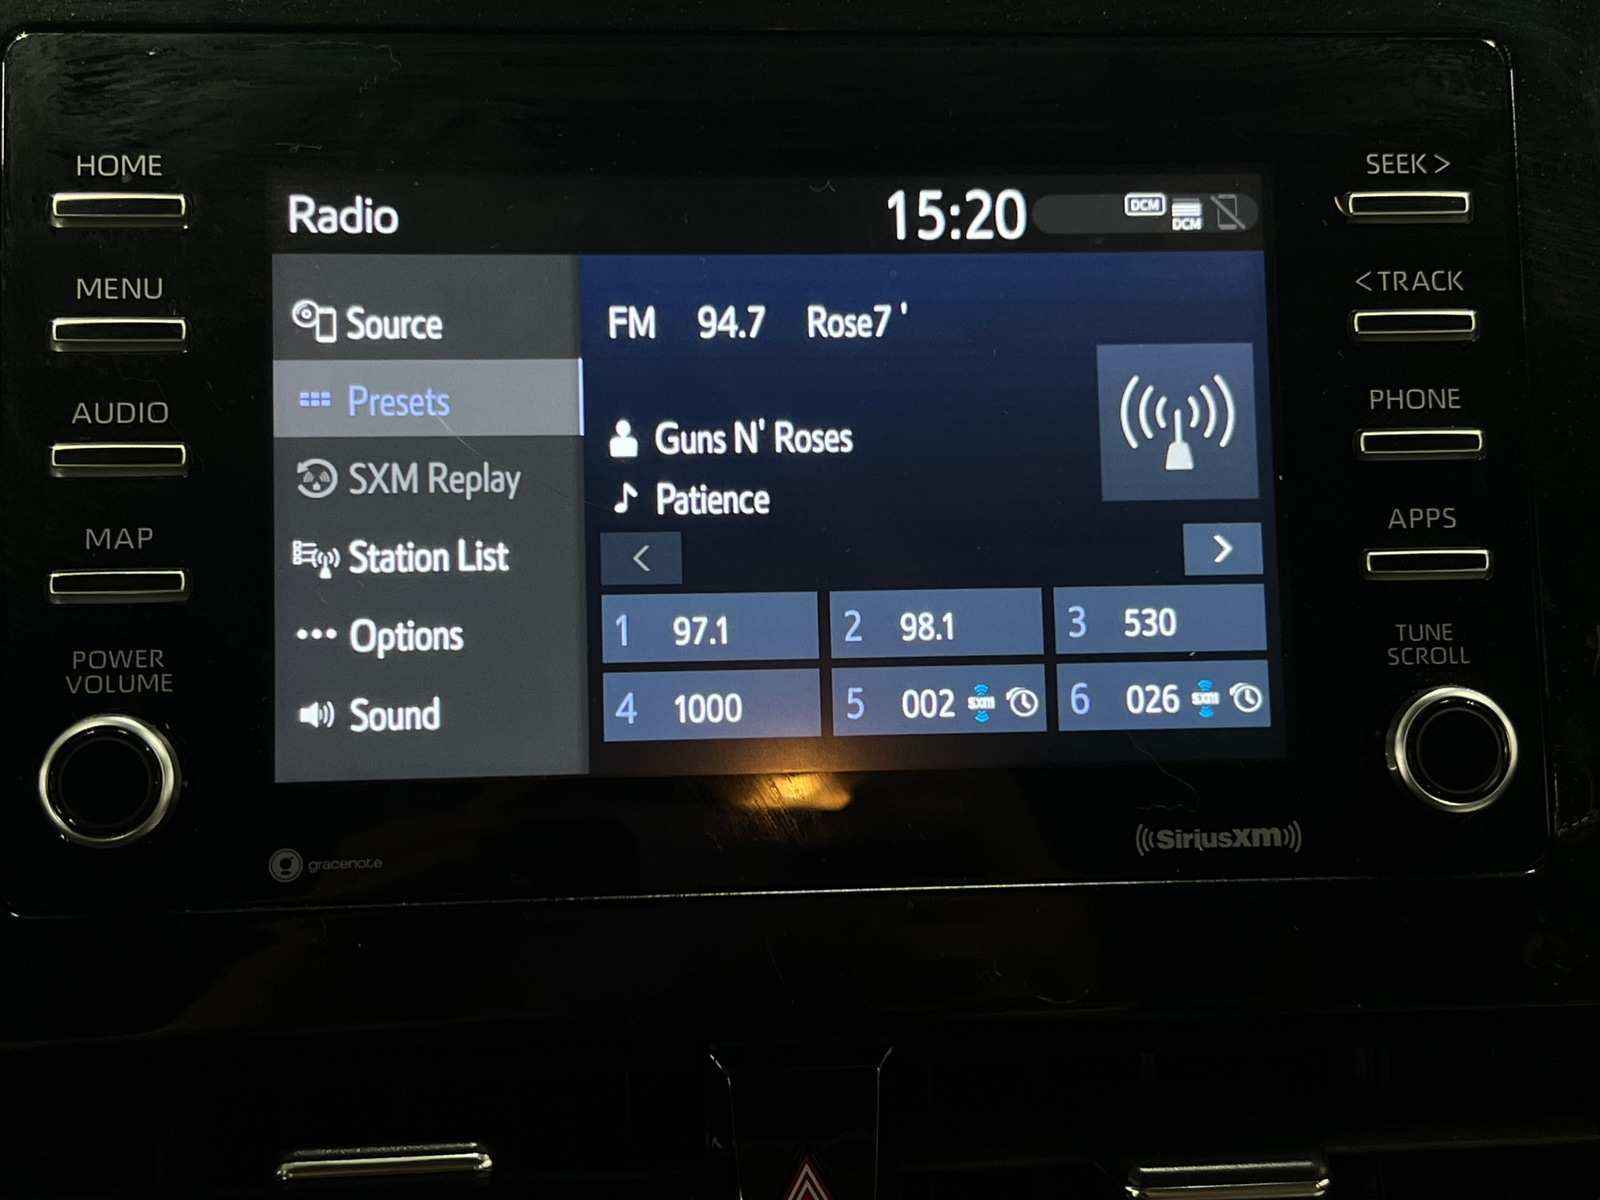 HOME
MENU
AUDIO
MAP
POWER
VOLUME
Radio
15:20
DCM
DCM
Source
Presets
SXM Replay
Station List
Options
Sound
FM 94.7 Rose7 '
Guns N' Roses
Patience
<
>
1 97.1
2 98.1
3 530
4 1000
5 002 sxm
6 026 sxm
SEEK >
< TRACK
PHONE
APPS
TUNE
SCROLL
gracenote
((SiriusXM))